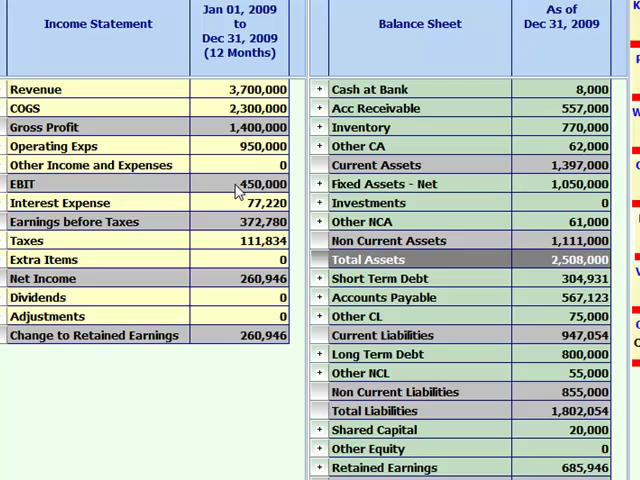 Income Statement
Jan 01, 2009
to
Dec 31, 2009
(12 Months)
Revenue 3,700,000
COGS 2,300,000
Gross Profit 1,400,000
Operating Exps 950,000
Other Income and Expenses 0
EBIT 450,000
Interest Expense 77,220
Earnings before Taxes 372,780
Taxes 111,834
Extra Items 0
Net Income 260,946
Dividends 0
Adjustments 0
Change to Retained Earnings 260,946
Balance Sheet
As of
Dec 31, 2009
+ Cash at Bank 8,000
+ Acc Receivable 557,000
+ Inventory 770,000
+ Other CA 62,000
Current Assets 1,397,000
+ Fixed Assets - Net 1,050,000
+ Investments 0
+ Other NCA 61,000
Non Current Assets 1,111,000
Total Assets 2,508,000
+ Short Term Debt 304,931
+ Accounts Payable 567,123
+ Other CL 75,000
Current Liabilities 947,054
+ Long Term Debt 800,000
+ Other NCL 55,000
Non Current Liabilities 855,000
Total Liabilities 1,802,054
+ Shared Capital 20,000
+ Other Equity 0
+ Retained Earnings 685,946